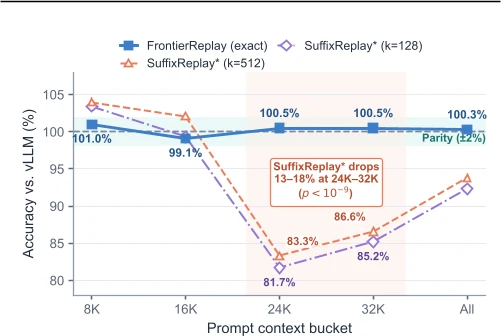 FrontierReplay (exact)
SuffixReplay* (k=128)
SuffixReplay* (k=512)
Accuracy vs. vLLM (%)
105
100
95
90
85
80
101.0%
99.1%
100.5%
100.5%
100.3%
Parity (±2%)
SuffixReplay* drops
13–18% at 24K–32K
(p < 10⁻⁹)
86.6%
83.3%
85.2%
81.7%
8K
16K
24K
32K
All
Prompt context bucket